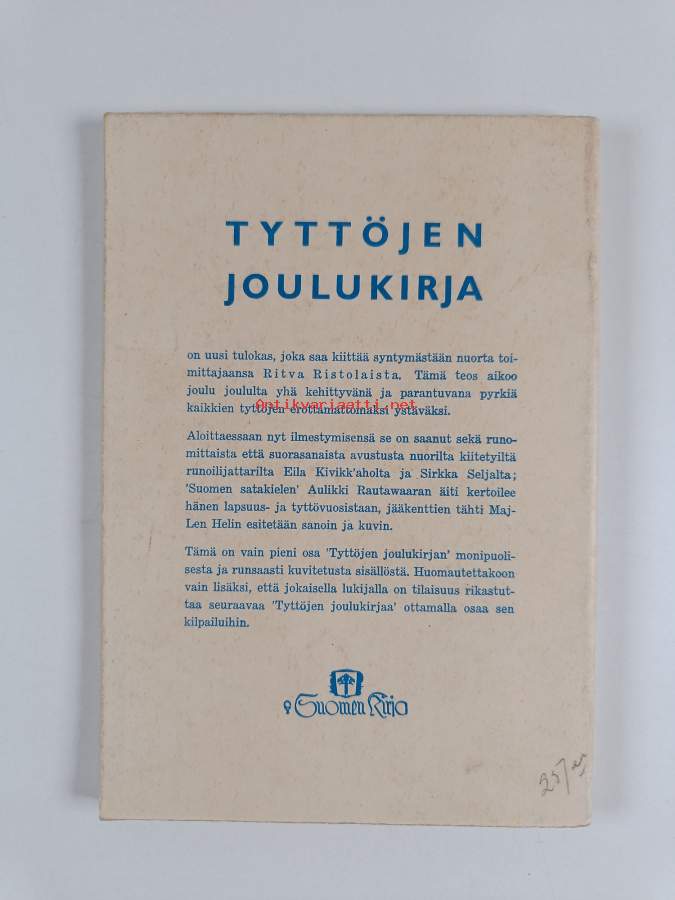 TYTTÖJEN
JOULUKIRJA
on uusi tulokas, joka saa kiittää syntymästään nuorta toi-
mittajaansa Ritva Ristolaista. Tämä teos aikoo
joulu joululta yhä kehittyvänä ja parantuvana pyrkiä
kaikkien tyttöjen erottamattomaksi ystäväksi.
Antikvariaatti.net
Aloittaessaan nyt ilmestymisensä se on saanut sekä runo-
mittaista että suorasanaista avustusta nuorilta kiitetyiltä
runoilijattarilta Eila Kivikk'aholta ja Sirkka Seljalta;
'Suomen satakielen' Aulikki Rautawaaran äiti kertoilee
hänen lapsuus- ja tyttövuosistaan, jääkenttien tähti Maj-
Len Helin esitetään sanoin ja kuvin.
Tämä on vain pieni osa 'Tyttöjen joulukirjan' monipuoli-
sesta ja runsaasti kuvitetusta sisällöstä. Huomautettakoon
vain lisäksi, että jokaisella lukijalla on tilaisuus rikastut-
taa seuraavaa 'Tyttöjen joulukirjaa' ottamalla osaa sen
kilpailuihin.
Suomen Kirja
25/